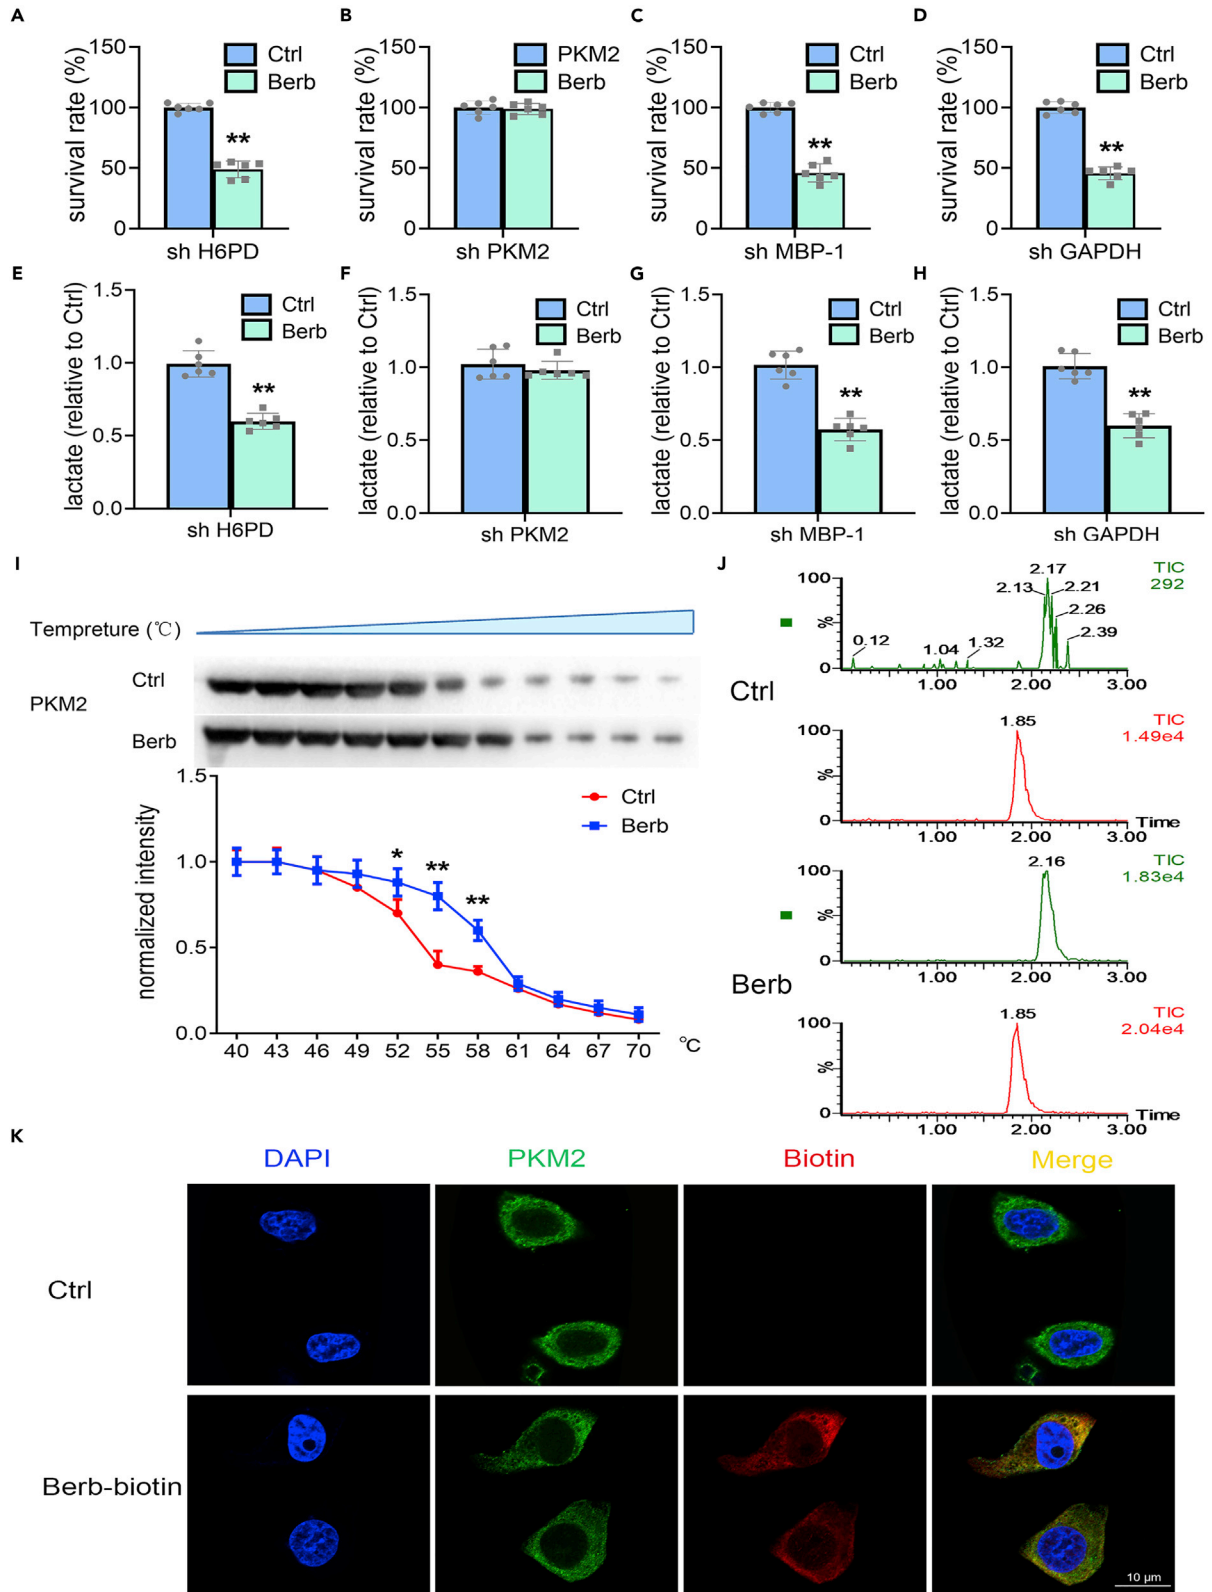 A
B
C
D
survival rate (%)
150
100
50
0
Ctrl
Berb
**
sh H6PD
survival rate (%)
150
100
50
0
PKM2
Berb
sh PKM2
survival rate (%)
150
100
50
0
Ctrl
Berb
**
sh MBP-1
survival rate (%)
150
100
50
0
Ctrl
Berb
**
sh GAPDH
E
F
G
H
lactate (relative to Ctrl)
1.5
1.0
0.5
0.0
Ctrl
Berb
**
sh H6PD
lactate (relative to Ctrl)
1.5
1.0
0.5
0.0
Ctrl
Berb
sh PKM2
lactate (relative to Ctrl)
1.5
1.0
0.5
0.0
Ctrl
Berb
**
sh MBP-1
lactate (relative to Ctrl)
1.5
1.0
0.5
0.0
Ctrl
Berb
**
sh GAPDH
I
Tempreture (℃)
PKM2
Ctrl
Berb
normalized intensity
1.5
1.0
0.5
0.0
Ctrl
Berb
* ** **
40 43 46 49 52 55 58 61 64 67 70 °C
J
Ctrl
100
%
0
TIC
292
0.12
1.04
1.32
2.13
2.17
2.21
2.26
2.39
1.00 2.00 3.00
100
%
0
1.85
TIC
1.49e4
Time
1.00 2.00 3.00
Berb
100
%
0
2.16
TIC
1.83e4
1.00 2.00 3.00
100
%
0
1.85
TIC
2.04e4
Time
1.00 2.00 3.00
K
DAPI PKM2 Biotin Merge
Ctrl
Berb-biotin
10 μm